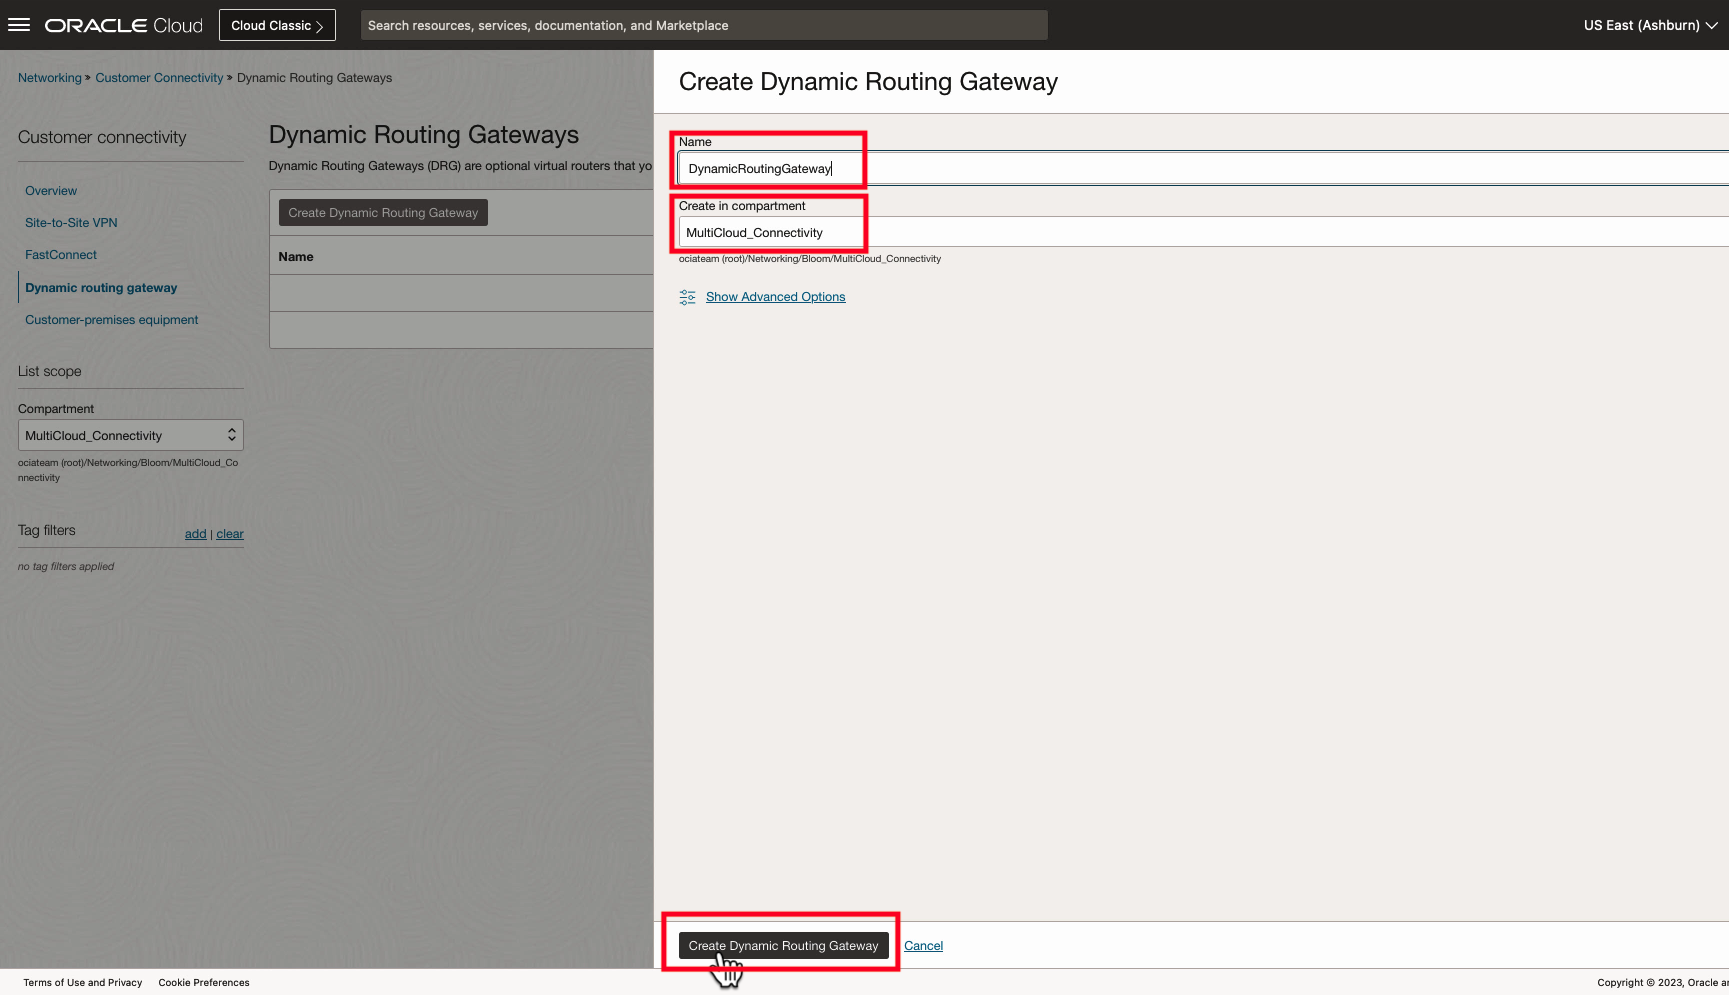 ORACLE Cloud
Cloud Classic
Search resources, services, documentation, and Marketplace
US East (Ashburn)
Networking » Customer Connectivity » Dynamic Routing Gateways
Customer connectivity
Overview
Site-to-Site VPN
FastConnect
Dynamic routing gateway
Customer-premises equipment
List scope
Compartment
MultiCloud_Connectivity
ociateam (root)/Networking/Bloom/MultiCloud_Co
nnectivity
Tag filters
add | clear
no tag filters applied
Dynamic Routing Gateways
Dynamic Routing Gateways (DRG) are optional virtual routers that yo
Create Dynamic Routing Gateway
Name
Create Dynamic Routing Gateway
Name
DynamicRoutingGateway
Create in compartment
MultiCloud_Connectivity
ociateam (root)/Networking/Bloom/MultiCloud_Connectivity
Show Advanced Options
Create Dynamic Routing Gateway
Cancel
Terms of Use and Privacy
Cookie Preferences
Copyright © 2023, Oracle a